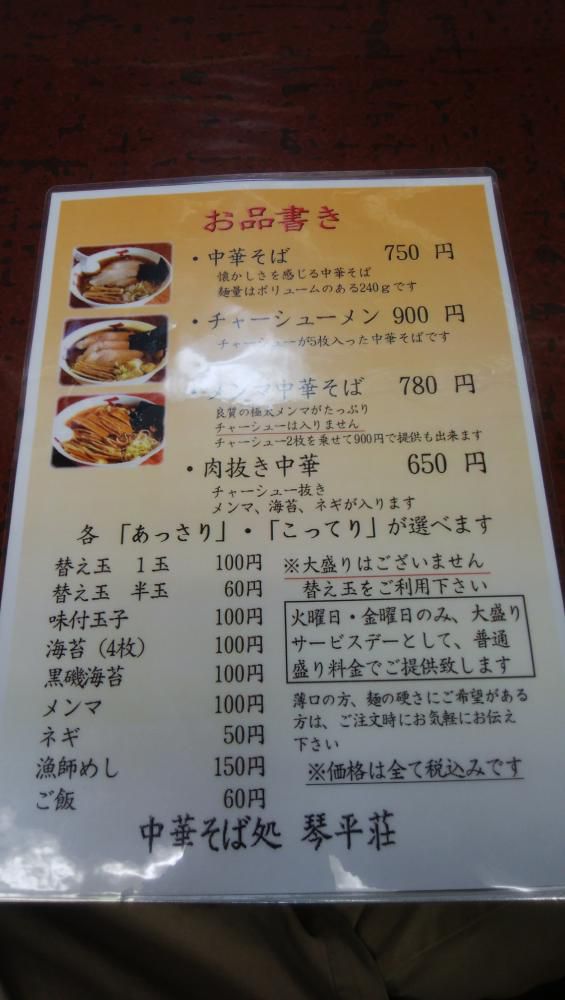 お品書き
・中華そば 750 円
懐かしさを感じる中華そば
麺量はボリュームのある240gです
・チャーシューメン 900 円
チャーシューが5枚入った中華そばです
・メンマ中華そば 780 円
良質の極太メンマがたっぷり
チャーシューは入りません
チャーシュー2枚を乗せて900円で提供も出来ます
・肉抜き中華 650 円
チャーシュー抜き
メンマ、海苔、ネギが入ります
各「あっさり」・「こってり」が選べます
替え玉 1玉 100円
替え玉 半玉 60円
味付玉子 100円
海苔（4枚） 100円
黒磯海苔 100円
メンマ 100円
ネギ 50円
漁師めし 150円
ご飯 60円
※大盛りはございません
替え玉をご利用下さい
火曜日・金曜日のみ、大盛り
サービスデーとして、普通
盛り料金でご提供致します
薄口の方、麺の硬さにご希望がある
方は、ご注文時にお気軽にお伝え
下さい
※価格は全て税込みです
中華そば処 琴平荘